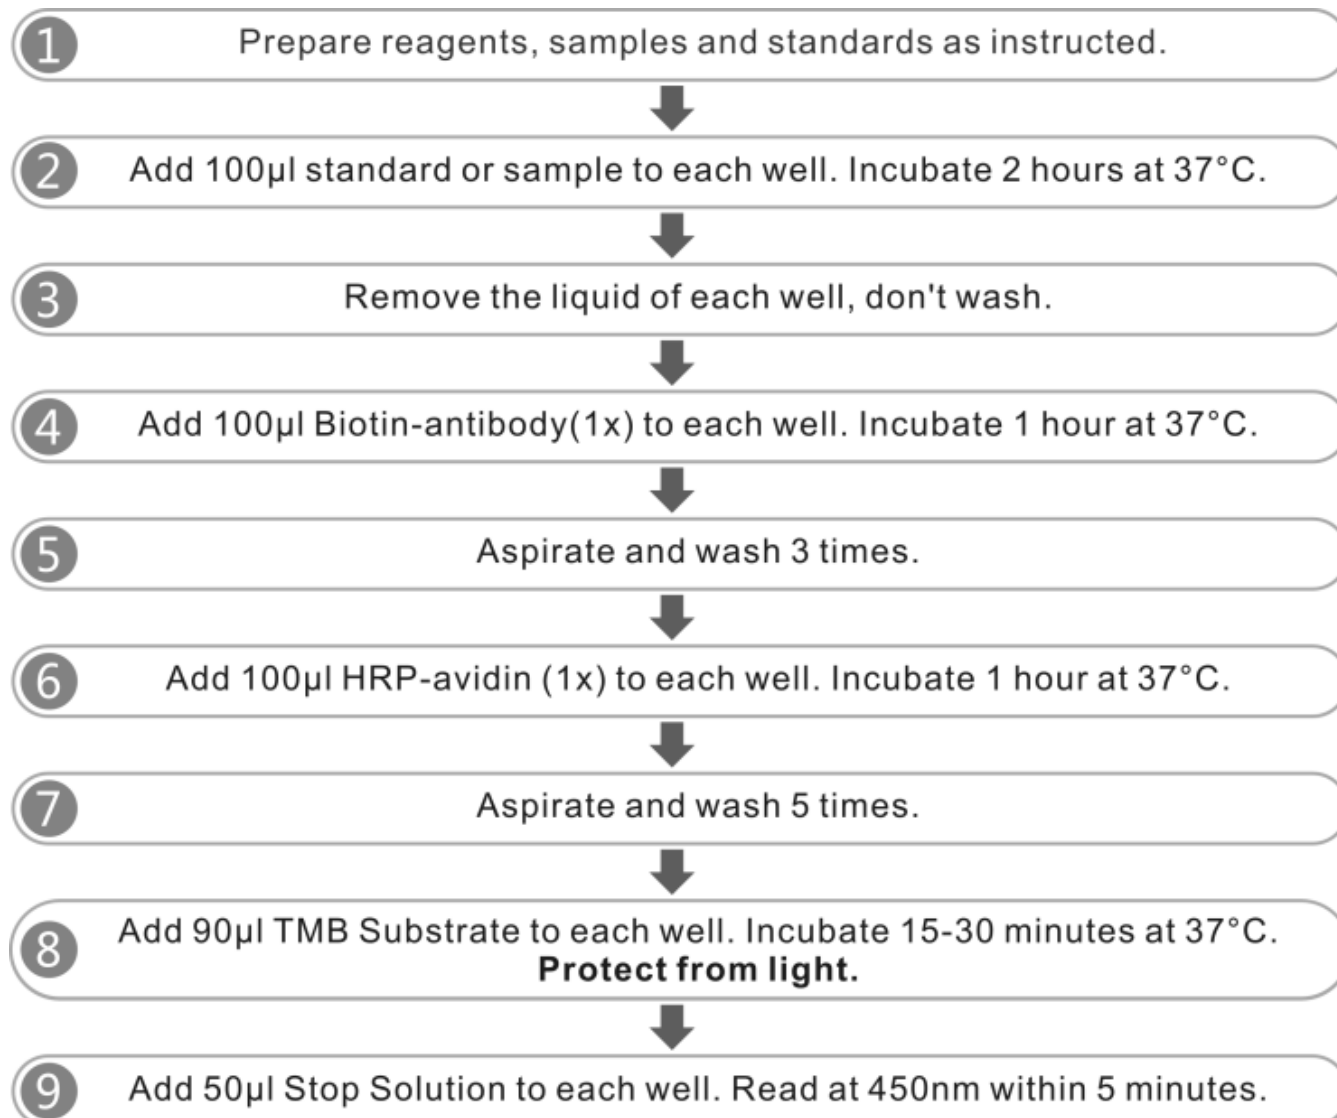 1 Prepare reagents, samples and standards as instructed.
2 Add 100µl standard or sample to each well. Incubate 2 hours at 37°C.
3 Remove the liquid of each well, don't wash.
4 Add 100µl Biotin-antibody(1x) to each well. Incubate 1 hour at 37°C.
5 Aspirate and wash 3 times.
6 Add 100µl HRP-avidin (1x) to each well. Incubate 1 hour at 37°C.
7 Aspirate and wash 5 times.
8 Add 90µl TMB Substrate to each well. Incubate 15-30 minutes at 37°C.
Protect from light.
9 Add 50µl Stop Solution to each well. Read at 450nm within 5 minutes.